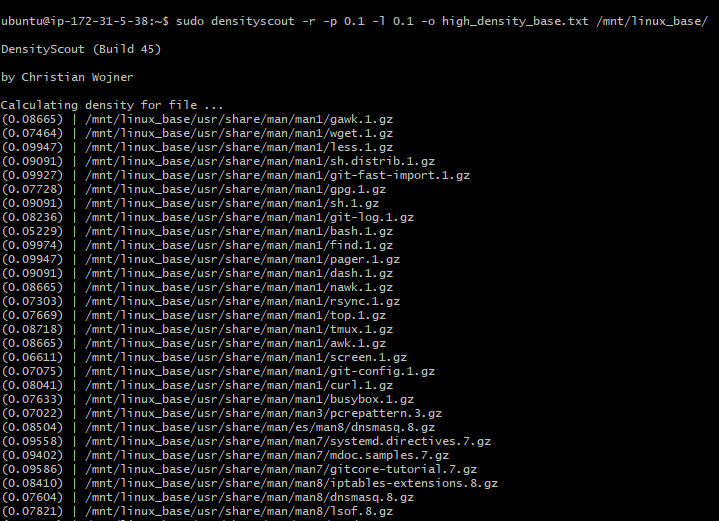 ubuntu@ip-172-31-5-38:~$ sudo densityscout -r -p 0.1 -l 0.1 -o high_density_base.txt /mnt/linux_base/
DensityScout (Build 45)
by Christian Wojner
Calculating density for file ...
(0.08665) | /mnt/linux_base/usr/share/man/man1/gawk.1.gz
(0.07464) | /mnt/linux_base/usr/share/man/man1/wget.1.gz
(0.09947) | /mnt/linux_base/usr/share/man/man1/less.1.gz
(0.09091) | /mnt/linux_base/usr/share/man/man1/sh.distrib.1.gz
(0.09927) | /mnt/linux_base/usr/share/man/man1/git-fast-import.1.gz
(0.07728) | /mnt/linux_base/usr/share/man/man1/gpg.1.gz
(0.09091) | /mnt/linux_base/usr/share/man/man1/sh.1.gz
(0.08236) | /mnt/linux_base/usr/share/man/man1/git-log.1.gz
(0.05229) | /mnt/linux_base/usr/share/man/man1/bash.1.gz
(0.09974) | /mnt/linux_base/usr/share/man/man1/find.1.gz
(0.09947) | /mnt/linux_base/usr/share/man/man1/pager.1.gz
(0.09091) | /mnt/linux_base/usr/share/man/man1/dash.1.gz
(0.08665) | /mnt/linux_base/usr/share/man/man1/nawk.1.gz
(0.07303) | /mnt/linux_base/usr/share/man/man1/rsync.1.gz
(0.07669) | /mnt/linux_base/usr/share/man/man1/top.1.gz
(0.08718) | /mnt/linux_base/usr/share/man/man1/tmux.1.gz
(0.08665) | /mnt/linux_base/usr/share/man/man1/awk.1.gz
(0.06611) | /mnt/linux_base/usr/share/man/man1/screen.1.gz
(0.07075) | /mnt/linux_base/usr/share/man/man1/git-config.1.gz
(0.08041) | /mnt/linux_base/usr/share/man/man1/curl.1.gz
(0.07633) | /mnt/linux_base/usr/share/man/man1/busybox.1.gz
(0.07022) | /mnt/linux_base/usr/share/man/man3/pcrepattern.3.gz
(0.08504) | /mnt/linux_base/usr/share/man/es/man8/dnsmasq.8.gz
(0.09558) | /mnt/linux_base/usr/share/man/man7/systemd.directives.7.gz
(0.09402) | /mnt/linux_base/usr/share/man/man7/mdoc.samples.7.gz
(0.09586) | /mnt/linux_base/usr/share/man/man7/gitcore-tutorial.7.gz
(0.08410) | /mnt/linux_base/usr/share/man/man8/iptables-extensions.8.gz
(0.07604) | /mnt/linux_base/usr/share/man/man8/dnsmasq.8.gz
(0.07821) | /mnt/linux_base/usr/share/man/man8/lsof.8.gz